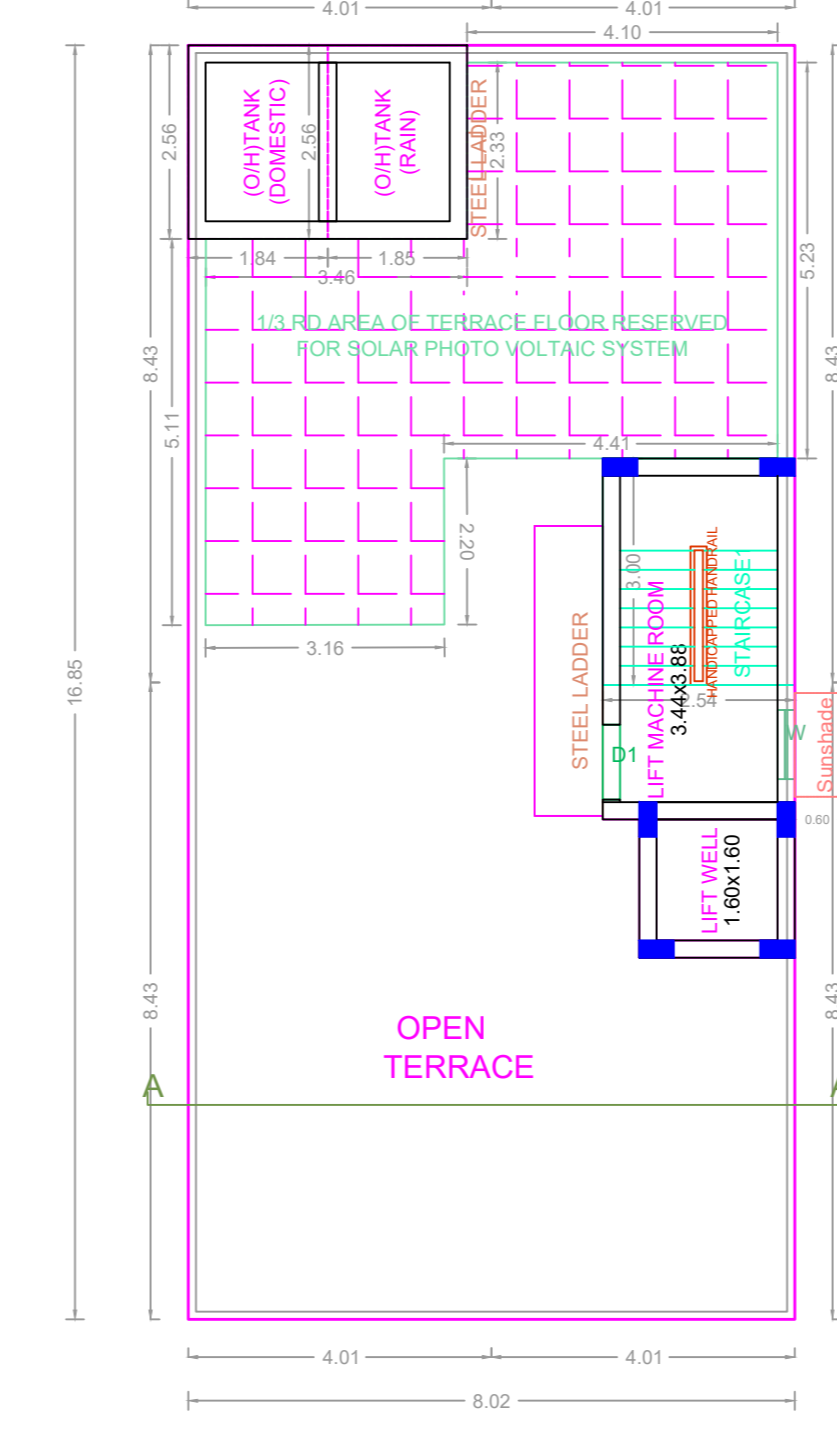 4.01
4.01
4.10
2.56
(O/H)TANK
(DOMESTIC)
2.56
(O/H)TANK
(RAIN)
STEEL LADDER
2.33
1.84
1.85
3.46
5.23
1/3 RD AREA OF TERRACE FLOOR RESERVED
FOR SOLAR PHOTO VOLTAIC SYSTEM
8.43
8.43
5.11
4.41
2.20
3.00
HANDICAPPED HANDRAIL
STAIRCASE1
3.16
16.85
STEEL LADDER
LIFT MACHINE ROOM
3.44x3.88
2.54
D1
W
Sunshade
0.60
LIFT WELL
1.60x1.60
8.43
8.43
OPEN
TERRACE
A
A
4.01
4.01
8.02